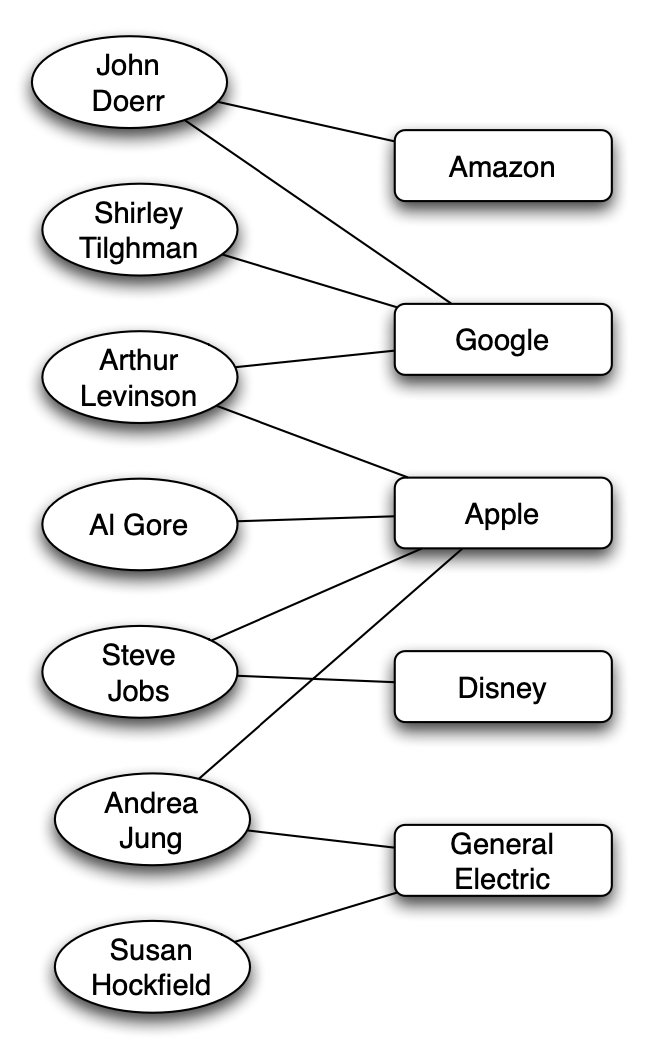 John
Doerr
Amazon
Shirley
Tilghman
Google
Arthur
Levinson
Al Gore
Apple
Steve
Jobs
Disney
Andrea
Jung
General
Electric
Susan
Hockfield